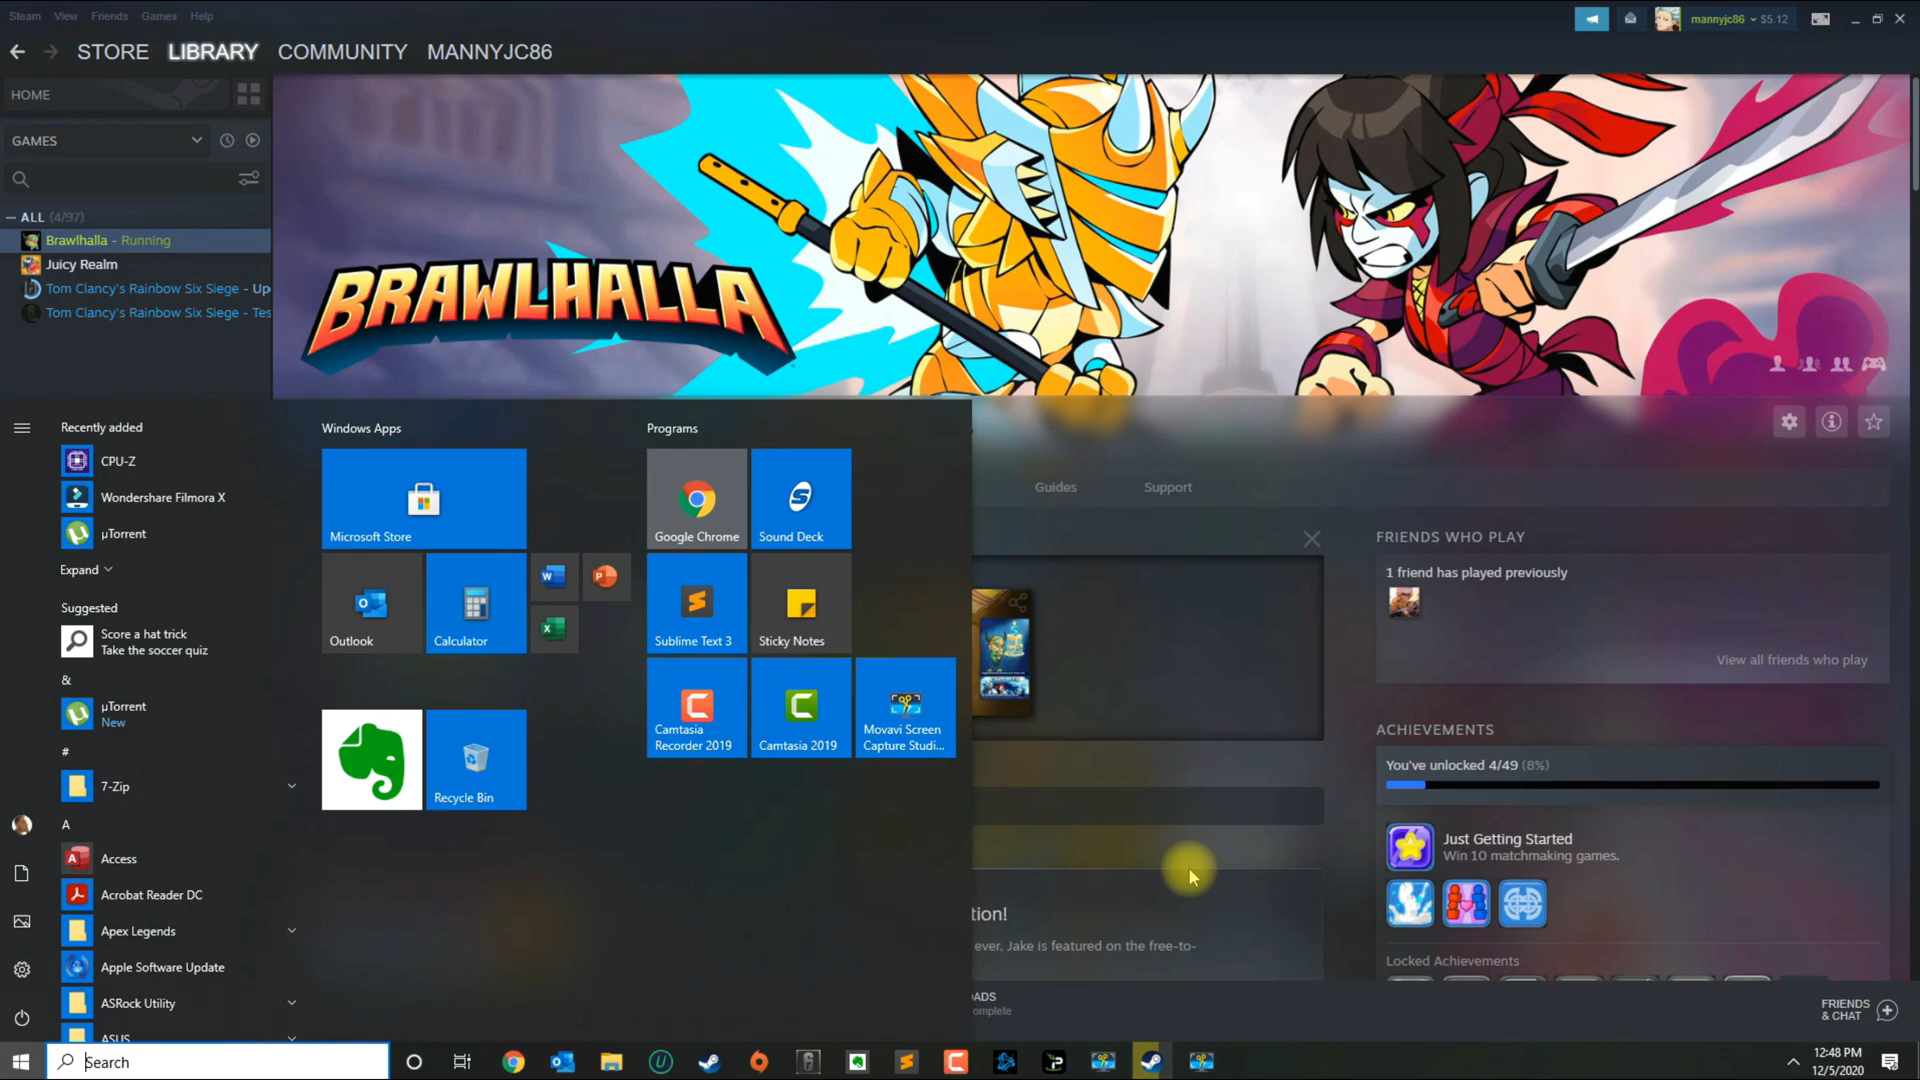 Steam View Friends Games Help
mannyjc86 $5.12
STORE LIBRARY COMMUNITY MANNYJC86
HOME
GAMES
BRAWLHALLA
ALL (4/97)
Brawlhalla - Running
Juicy Realm
Tom Clancy's Rainbow Six Siege - Up
Tom Clancy's Rainbow Six Siege - Tes
Recently added
CPU-Z
Wondershare Filmora X
µTorrent
Expand
Suggested
Score a hat trick
Take the soccer quiz
&
µTorrent
New
#
7-Zip
A
Access
Acrobat Reader DC
Apex Legends
Apple Software Update
ASRock Utility
ASUS
Windows Apps
Microsoft Store
Outlook
Calculator
Recycle Bin
Programs
Google Chrome
Sound Deck
Sublime Text 3
Sticky Notes
Camtasia
Recorder 2019
Camtasia 2019
Movavi Screen
Capture Studi...
Guides Support
FRIENDS WHO PLAY
1 friend has played previously
View all friends who play
ACHIEVEMENTS
You've unlocked 4/49 (8%)
Just Getting Started
Win 10 matchmaking games.
Locked Achievements
tion!
ever, Jake is featured on the free-to-
ADS
omplete
FRIENDS
& CHAT
Search
12:48 PM
12/5/2020